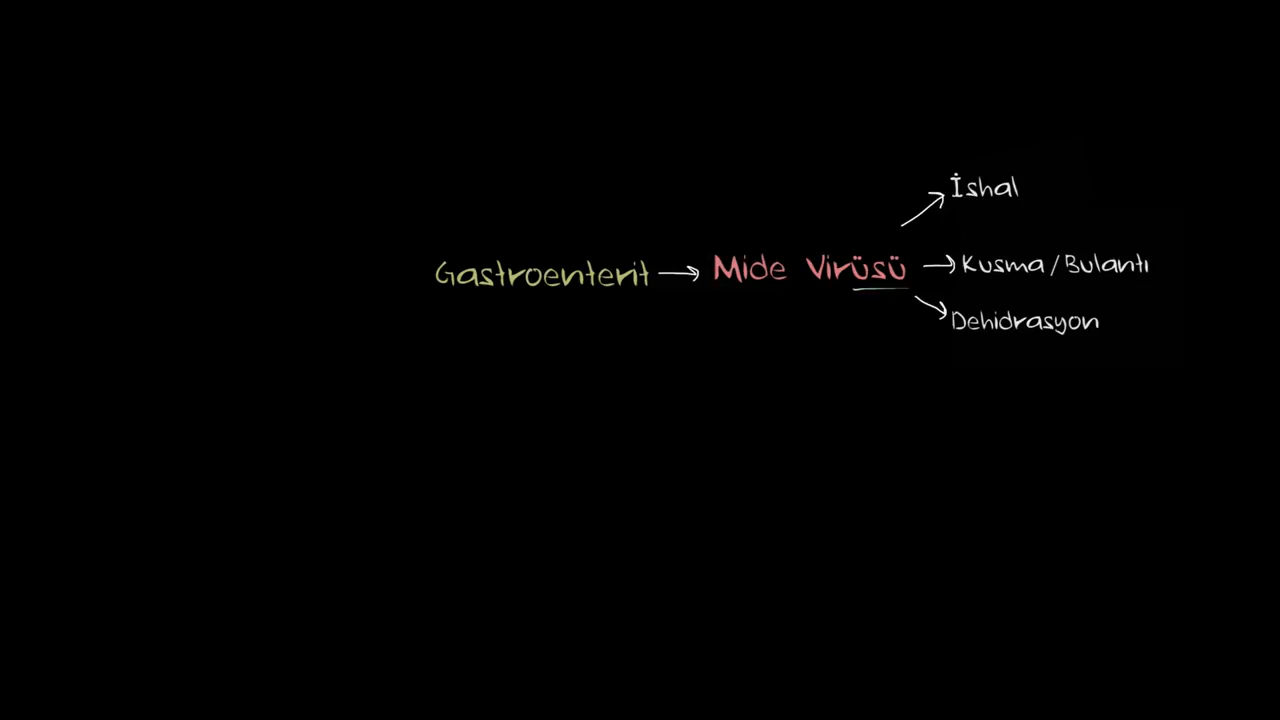 İshal
Gastroenterit → Mide Virüsü → Kusma/Bulantı
Dehidrasyon